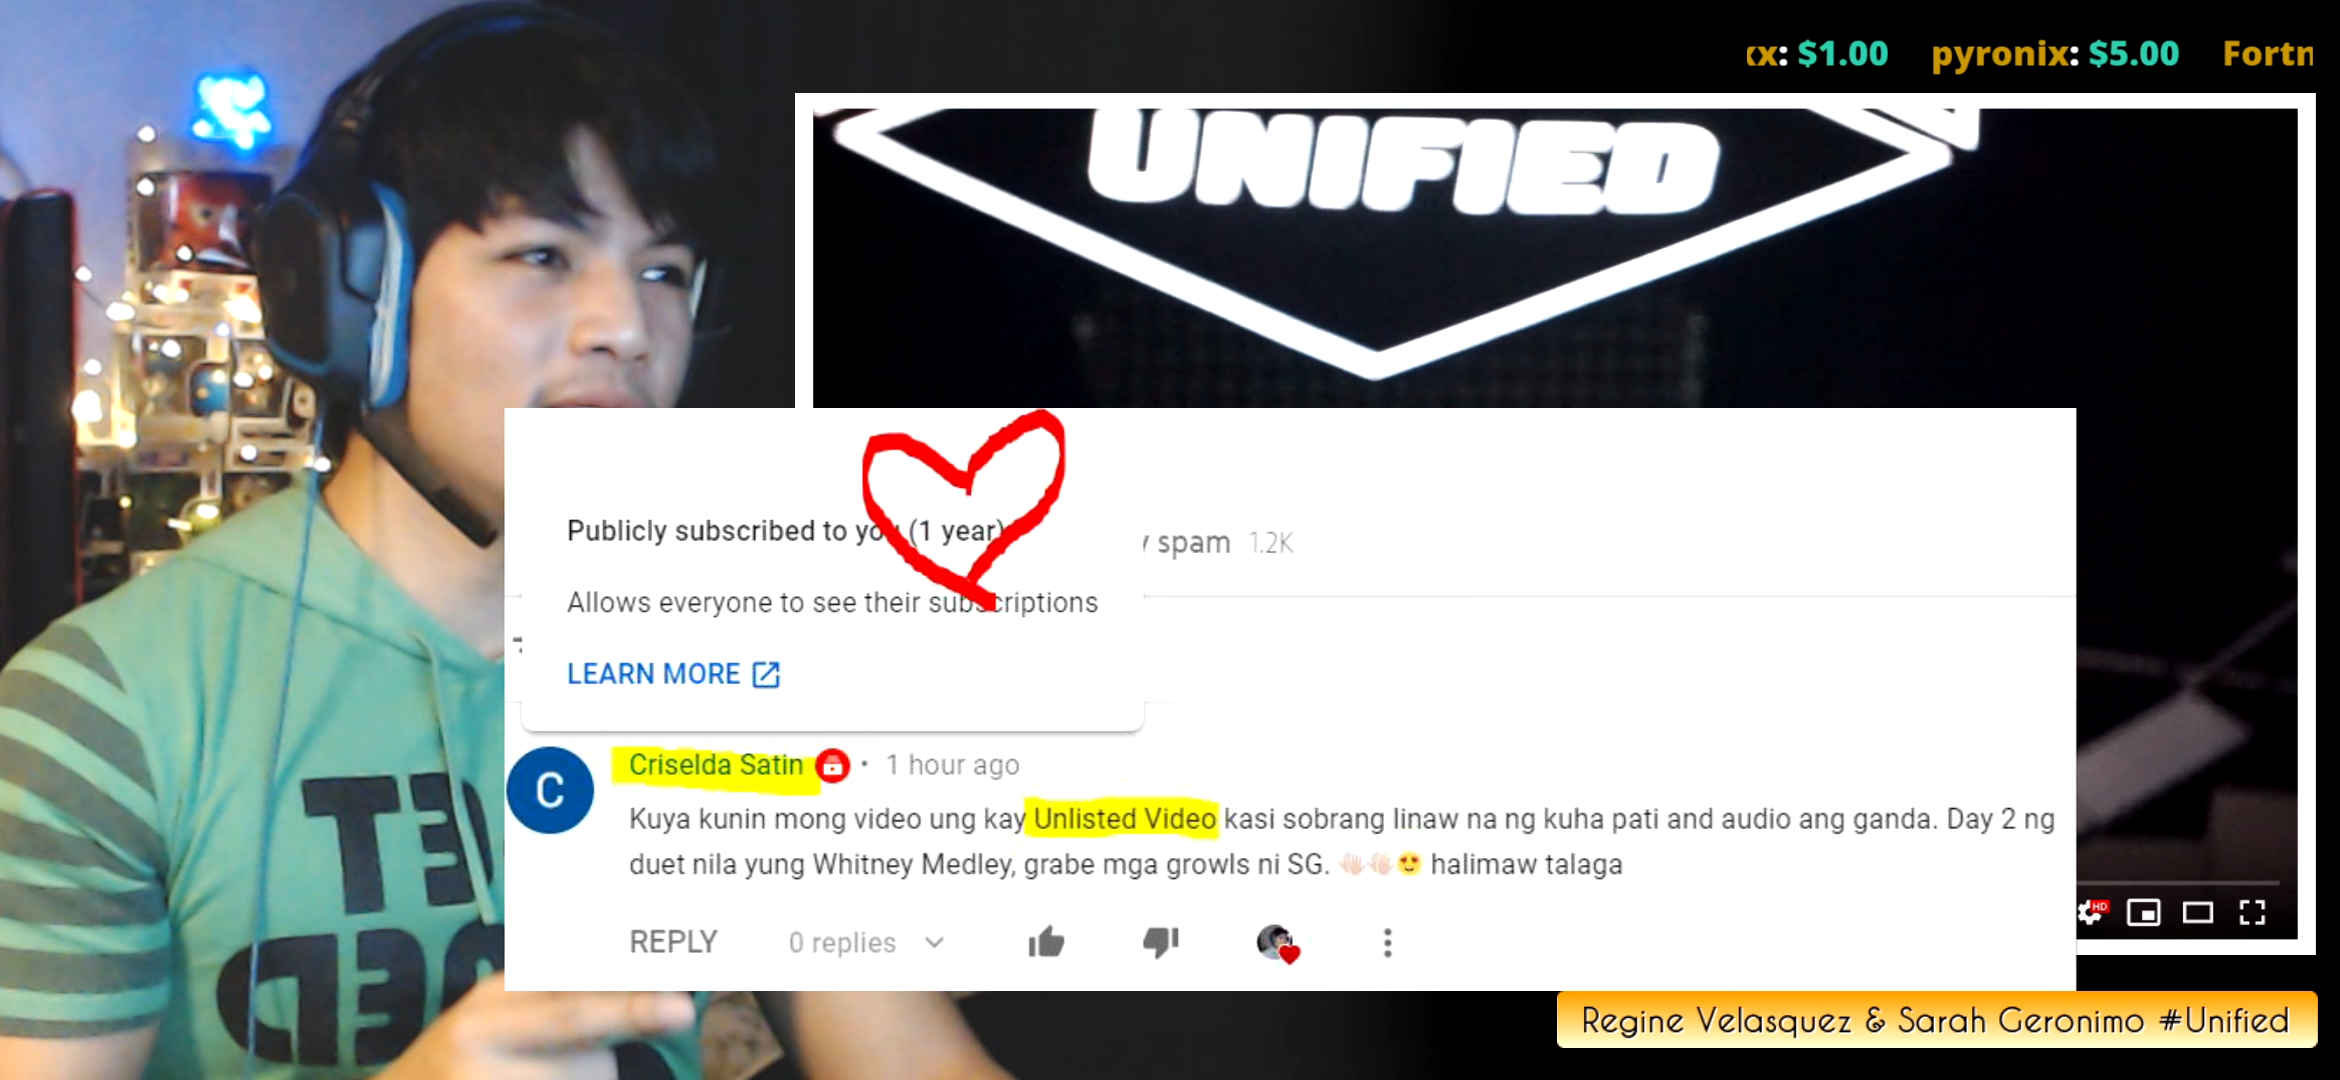 x: $1.00 pyronix: $5.00 Fortn
UNIFIED
Publicly subscribed to you (1 year)
spam 1.2K
Allows everyone to see their subscriptions
LEARN MORE
C
Criselda Satin • 1 hour ago
Kuya kunin mong video ung kay Unlisted Video kasi sobrang linaw na ng kuha pati and audio ang ganda. Day 2 ng
duet nila yung Whitney Medley, grabe mga growls ni SG. 👏🏻👏🏻😍 halimaw talaga
REPLY 0 replies
HD
Regine Velasquez & Sarah Geronimo #Unified